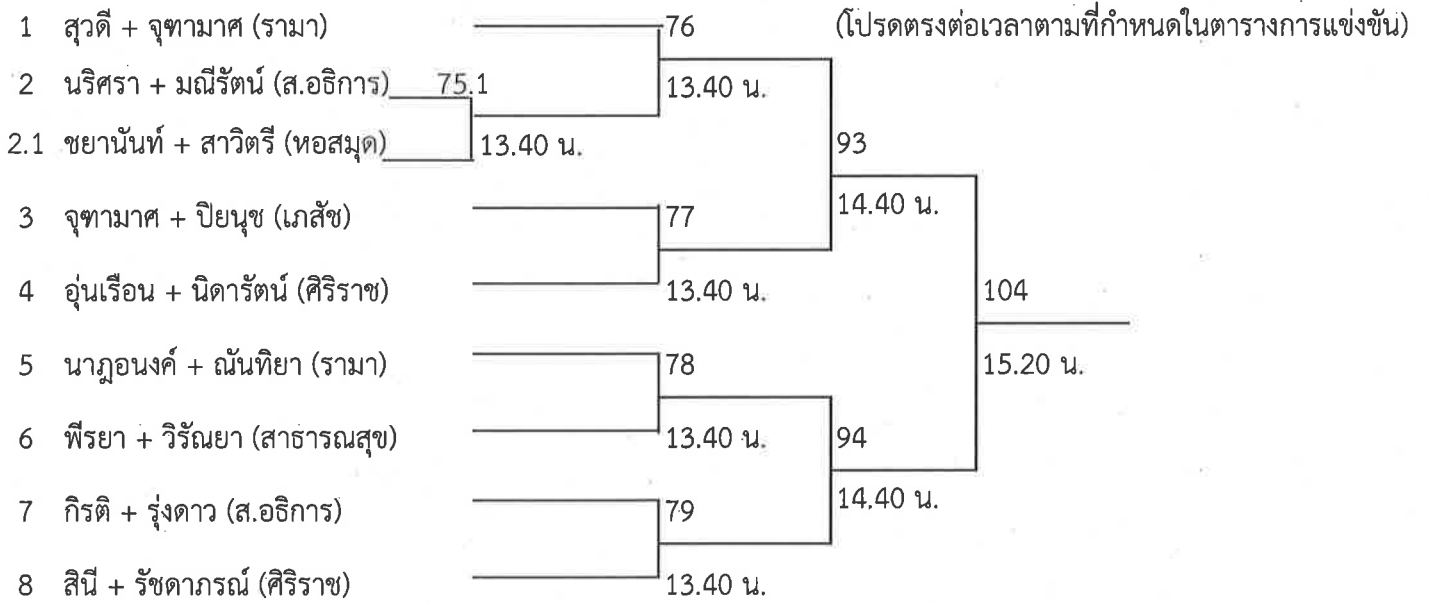 1 สุวดี + จุฑามาศ (รามา) 76 (โปรดตรงต่อเวลาตามที่กำหนดในตารางการแข่งขัน)
2 นริศรา + มณีรัตน์ (ส.อธิการ) 75.1 13.40 น.
2.1 ชยานันท์ + สาวิตรี (หอสมุด) 13.40 น. 93
14.40 น.
3 จุฑามาศ + ปิยนุช (เภสัช) 77
4 อุ่นเรือน + นิดารัตน์ (ศิริราช) 13.40 น. 104
5 นาฎอนงค์ + ณันทิยา (รามา) 78 15.20 น.
6 พีรยา + วิรัณยา (สาธารณสุข) 13.40 น. 94
14.40 น.
7 กิรติ + รุ่งดาว (ส.อธิการ) 79
8 สินี + รัชดาภรณ์ (ศิริราช) 13.40 น.